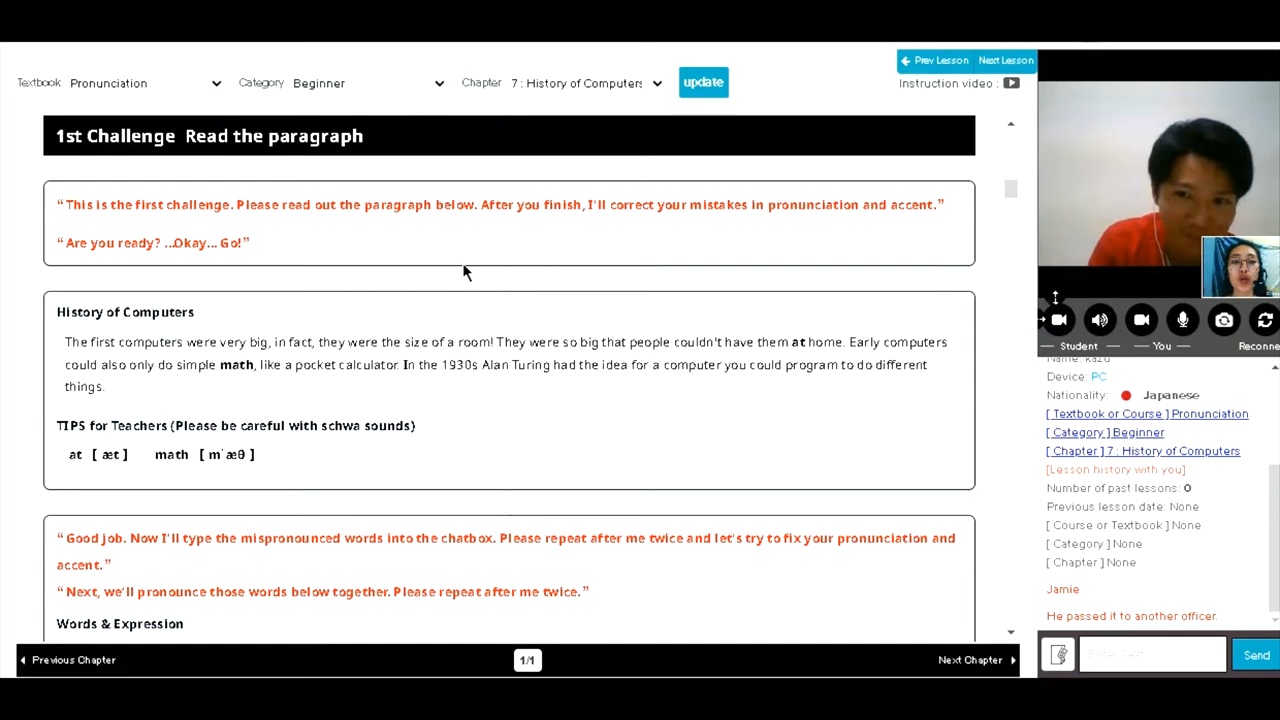 Prev Lesson
Next Lesson
Textbook Pronunciation
Category Beginner
Chapter 7 : History of Computers
update
Instruction video :
1st Challenge Read the paragraph
“This is the first challenge. Please read out the paragraph below. After you finish, I'll correct your mistakes in pronunciation and accent.”
“Are you ready? ...Okay... Go!”
History of Computers
The first computers were very big, in fact, they were the size of a room! They were so big that people couldn't have them at home. Early computers
could also only do simple math, like a pocket calculator. In the 1930s Alan Turing had the idea for a computer you could program to do different
things.
TIPS for Teachers {Please be careful with schwa sounds}
at [ æt ] math [ mˈæθ ]
“Good job. Now I'll type the mispronounced words into the chatbox. Please repeat after me twice and let's try to fix your pronunciation and
accent.”
“Next, we'll pronounce those words below together. Please repeat after me twice.”
Words & Expression
Previous Chapter
1/1
Next Chapter
Student
You
Reconne
Name: kazu
Device: PC
Nationality: Japanese
[ Textbook or Course ] Pronunciation
[ Category ] Beginner
[ Chapter ] 7 : History of Computers
[Lesson history with you]
Number of past lessons: 0
Previous lesson date: None
[ Course or Textbook ] None
[ Category ] None
[ Chapter ] None
Jamie
He passed it to another officer.
Enter Text
Send